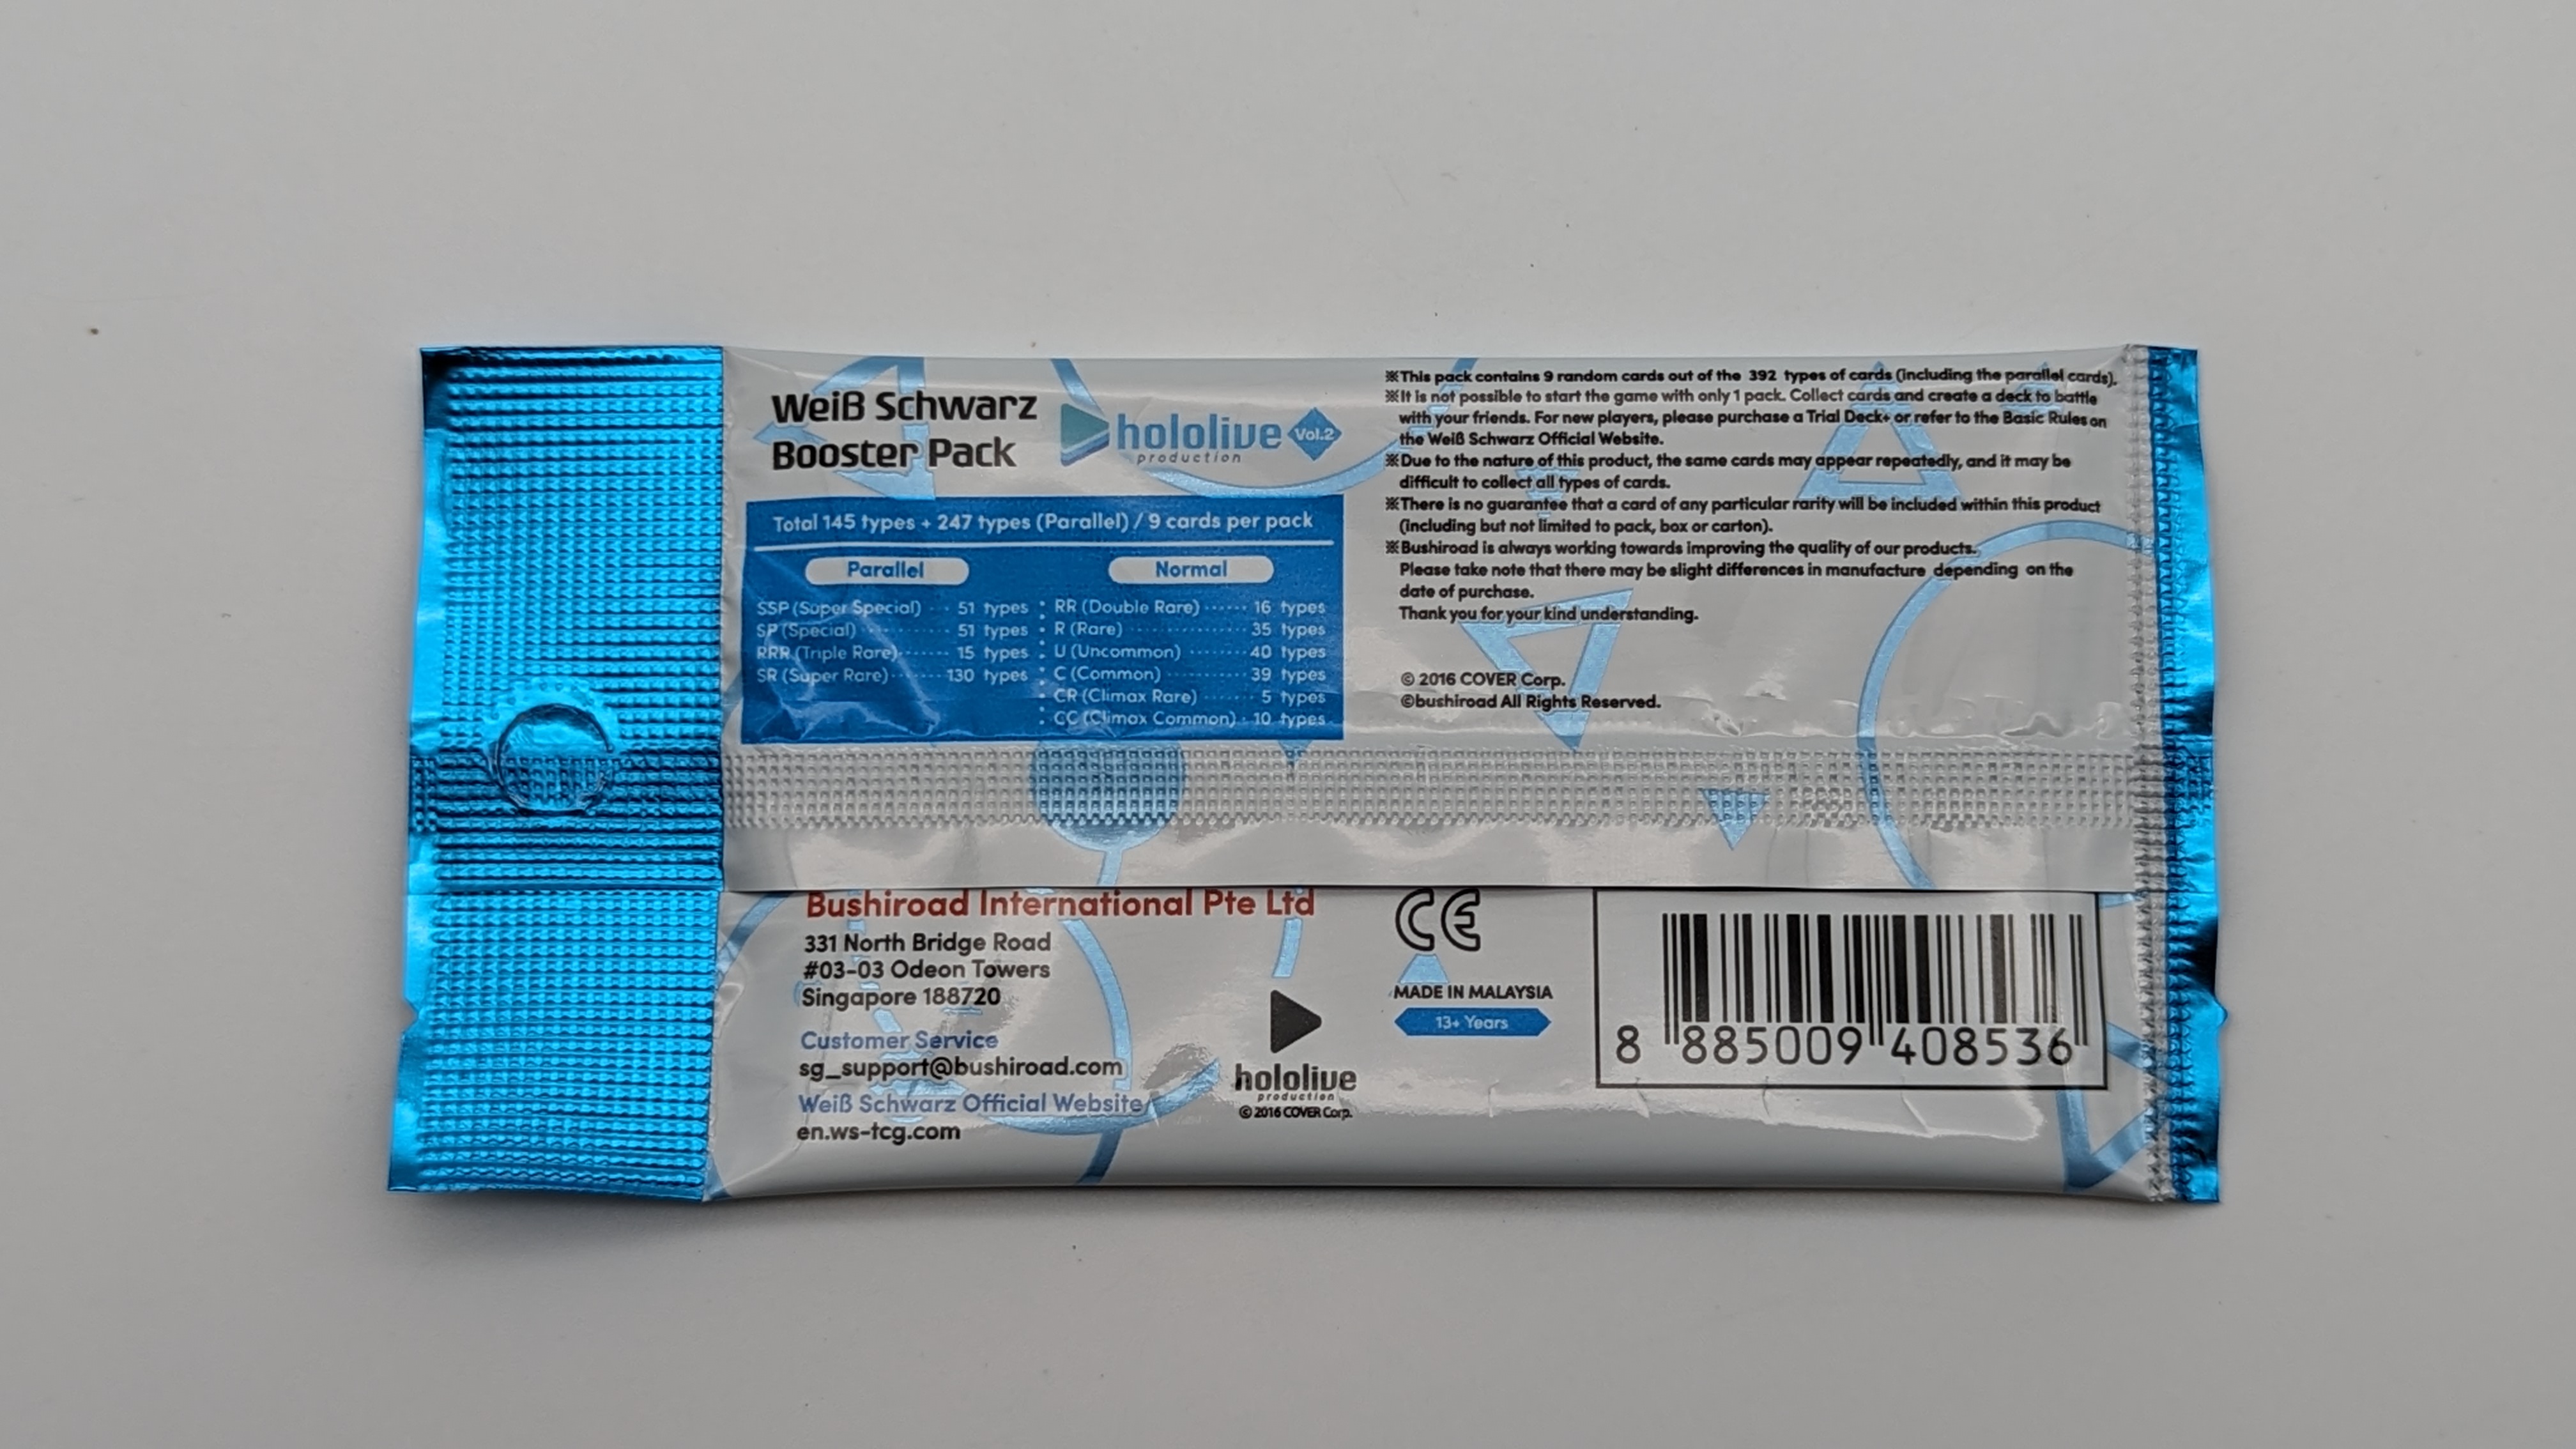 Weiß Schwarz
Booster Pack
hololive
production
Vol.2
Total 145 types + 247 types (Parallel) / 9 cards per pack
Parallel
SSP (Super Special) ··· 51 types
SP (Special) ··········· 51 types
RRR (Triple Rare)······· 15 types
SR (Super Rare)······· 130 types
Normal
RR (Double Rare) ······ 16 types
R (Rare) ················· 35 types
U (Uncommon) ········· 40 types
C (Common) ············ 39 types
CR (Climax Rare) ······· 5 types
CC (Climax Common) · 10 types
※This pack contains 9 random cards out of the 392 types of cards (including the parallel cards).
※It is not possible to start the game with only 1 pack. Collect cards and create a deck to battle
with your friends. For new players, please purchase a Trial Deck+ or refer to the Basic Rules on
the Weiß Schwarz Official Website.
※Due to the nature of this product, the same cards may appear repeatedly, and it may be
difficult to collect all types of cards.
※There is no guarantee that a card of any particular rarity will be included within this product
(including but not limited to pack, box or carton).
※Bushiroad is always working towards improving the quality of our products.
Please take note that there may be slight differences in manufacture depending on the
date of purchase.
Thank you for your kind understanding.
© 2016 COVER Corp.
©bushiroad All Rights Reserved.
Bushiroad International Pte Ltd
331 North Bridge Road
#03-03 Odeon Towers
Singapore 188720
Customer Service
sg_support@bushiroad.com
Weiß Schwarz Official Website
en.ws-tcg.com
hololive
production
© 2016 COVER Corp.
CE
MADE IN MALAYSIA
13+ Years
8 885009 408536